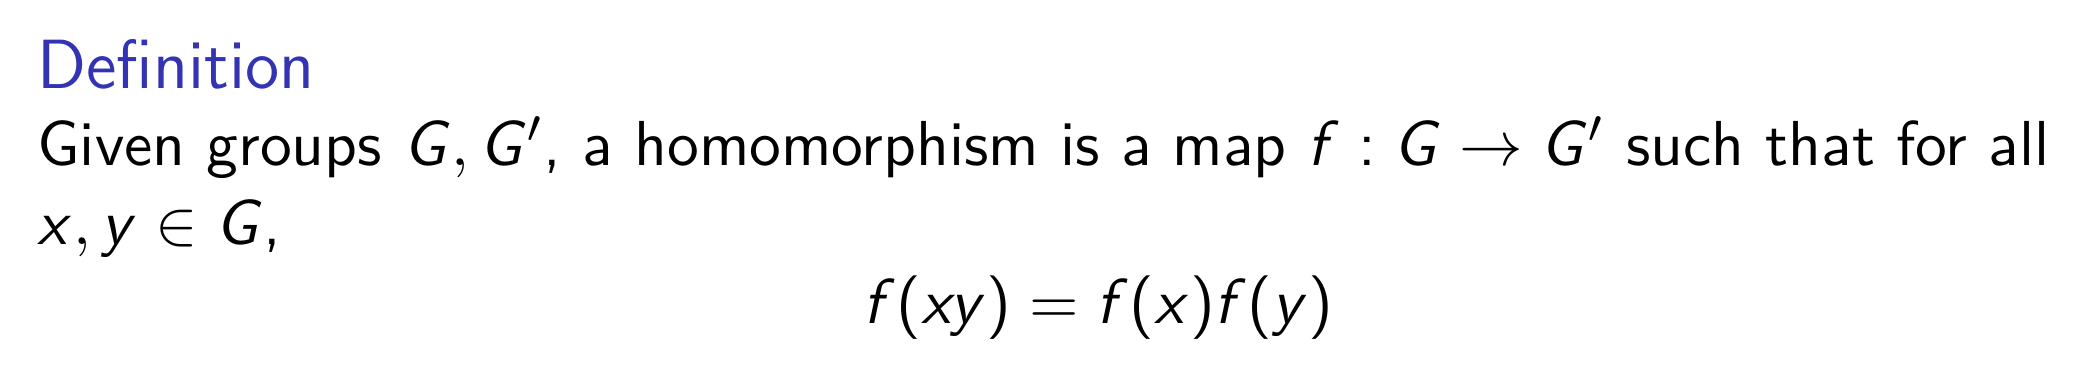 Definition
Given groups G, G′, a homomorphism is a map f : G → G′ such that for all
x, y ∈ G,
f(xy) = f(x)f(y)